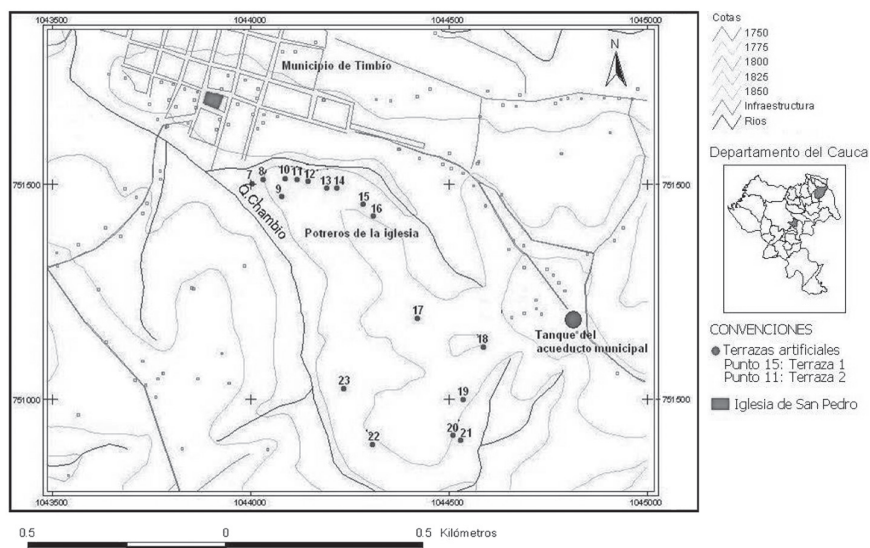 1043500 1044000 1044500 1045000
Municipio de Timbío
N
751500 751500
7 8 10 11 12 13 14
9 15 16
Q.Chambio
Potreros de la iglesia
17
18
Tanque del
acueducto municipal
23
19
751000 751500
20 21
22
1043500 1044000 1044500 1045000
0.5 0 0.5 Kilómetros
Cotas
1750
1775
1800
1825
1850
Infraestructura
Rios
Departamento del Cauca
CONVENCIONES
Terrazas artificiales
Punto 15: Terraza 1
Punto 11: Terraza 2
Iglesia de San Pedro